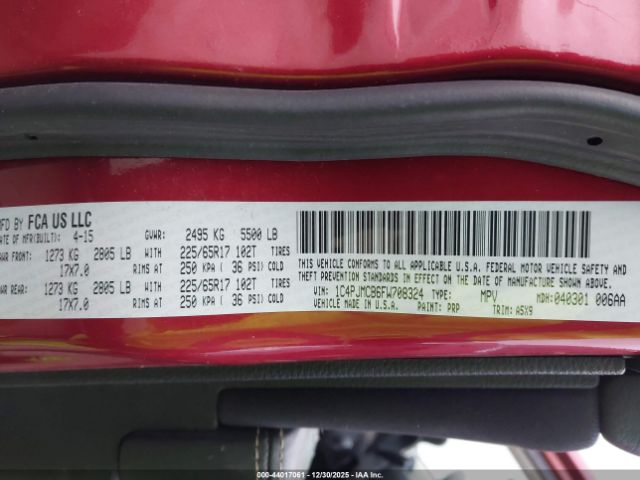 MFD BY FCA US LLC
DATE OF MFR(BUILT): 4-15 GVWR: 2495 KG 5500 LB
AWR FRONT: 1273 KG 2805 LB WITH 225/65R17 102T TIRES
17X7.0 RIMS AT 250 KPA ( 36 PSI) COLD
AWR REAR: 1273 KG 2805 LB WITH 225/65R17 102T TIRES
17X7.0 RIMS AT 250 KPA ( 36 PSI) COLD
THIS VEHICLE CONFORMS TO ALL APPLICABLE U.S.A. FEDERAL MOTOR VEHICLE SAFETY AND
THEFT PREVENTION STANDARDS IN EFFECT ON THE DATE OF MANUFACTURE SHOWN ABOVE.
VIN: 1C4PJMCB6FW708324 TYPE: MPV MDH: 040301 006AA
VEHICLE MADE IN U.S.A. PAINT: PRP TRIM: A5X9
000-44017061 - 12/30/2025 - IAA Inc.